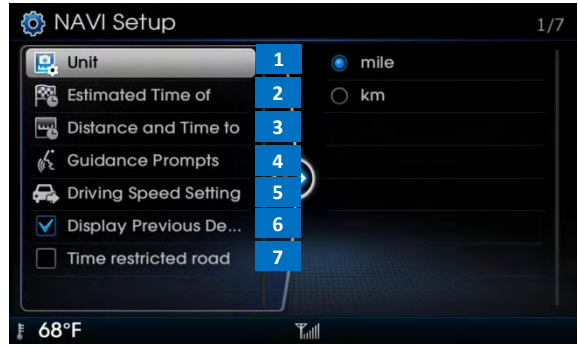 NAVI Setup 1/7
Unit 1 mile
Estimated Time of 2 km
Distance and Time to 3
Guidance Prompts 4
Driving Speed Setting 5
Display Previous De... 6
Time restricted road 7
68°F